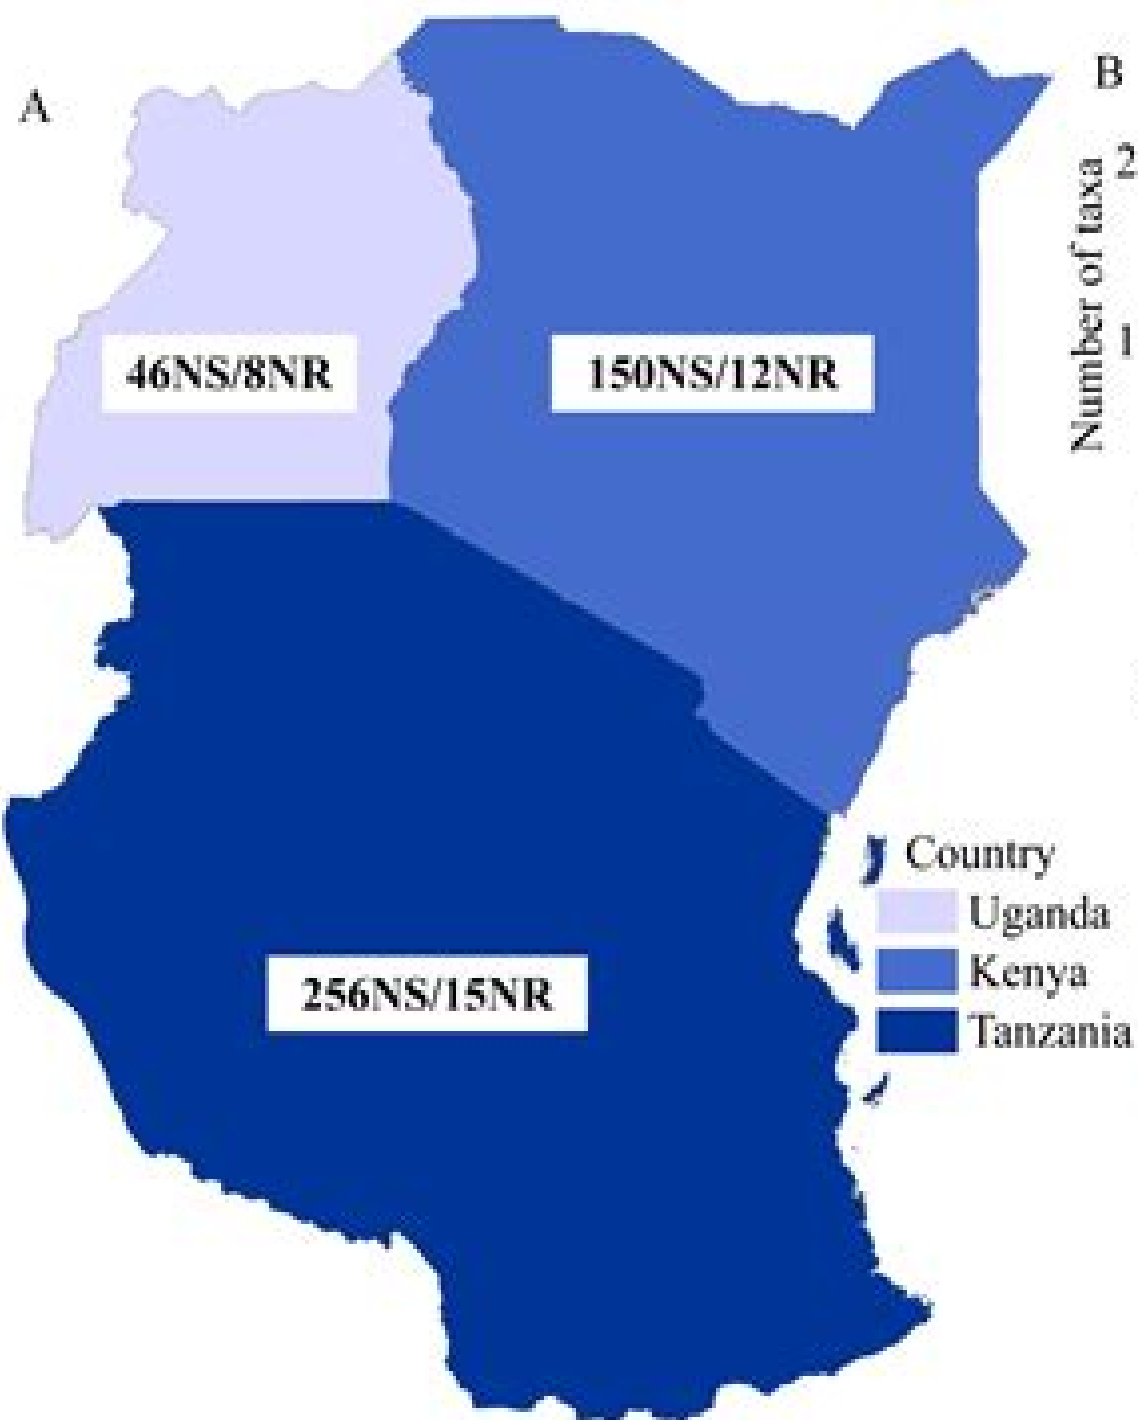 A
B
Number of taxa
2
1
46NS/8NR
150NS/12NR
256NS/15NR
Country
Uganda
Kenya
Tanzania